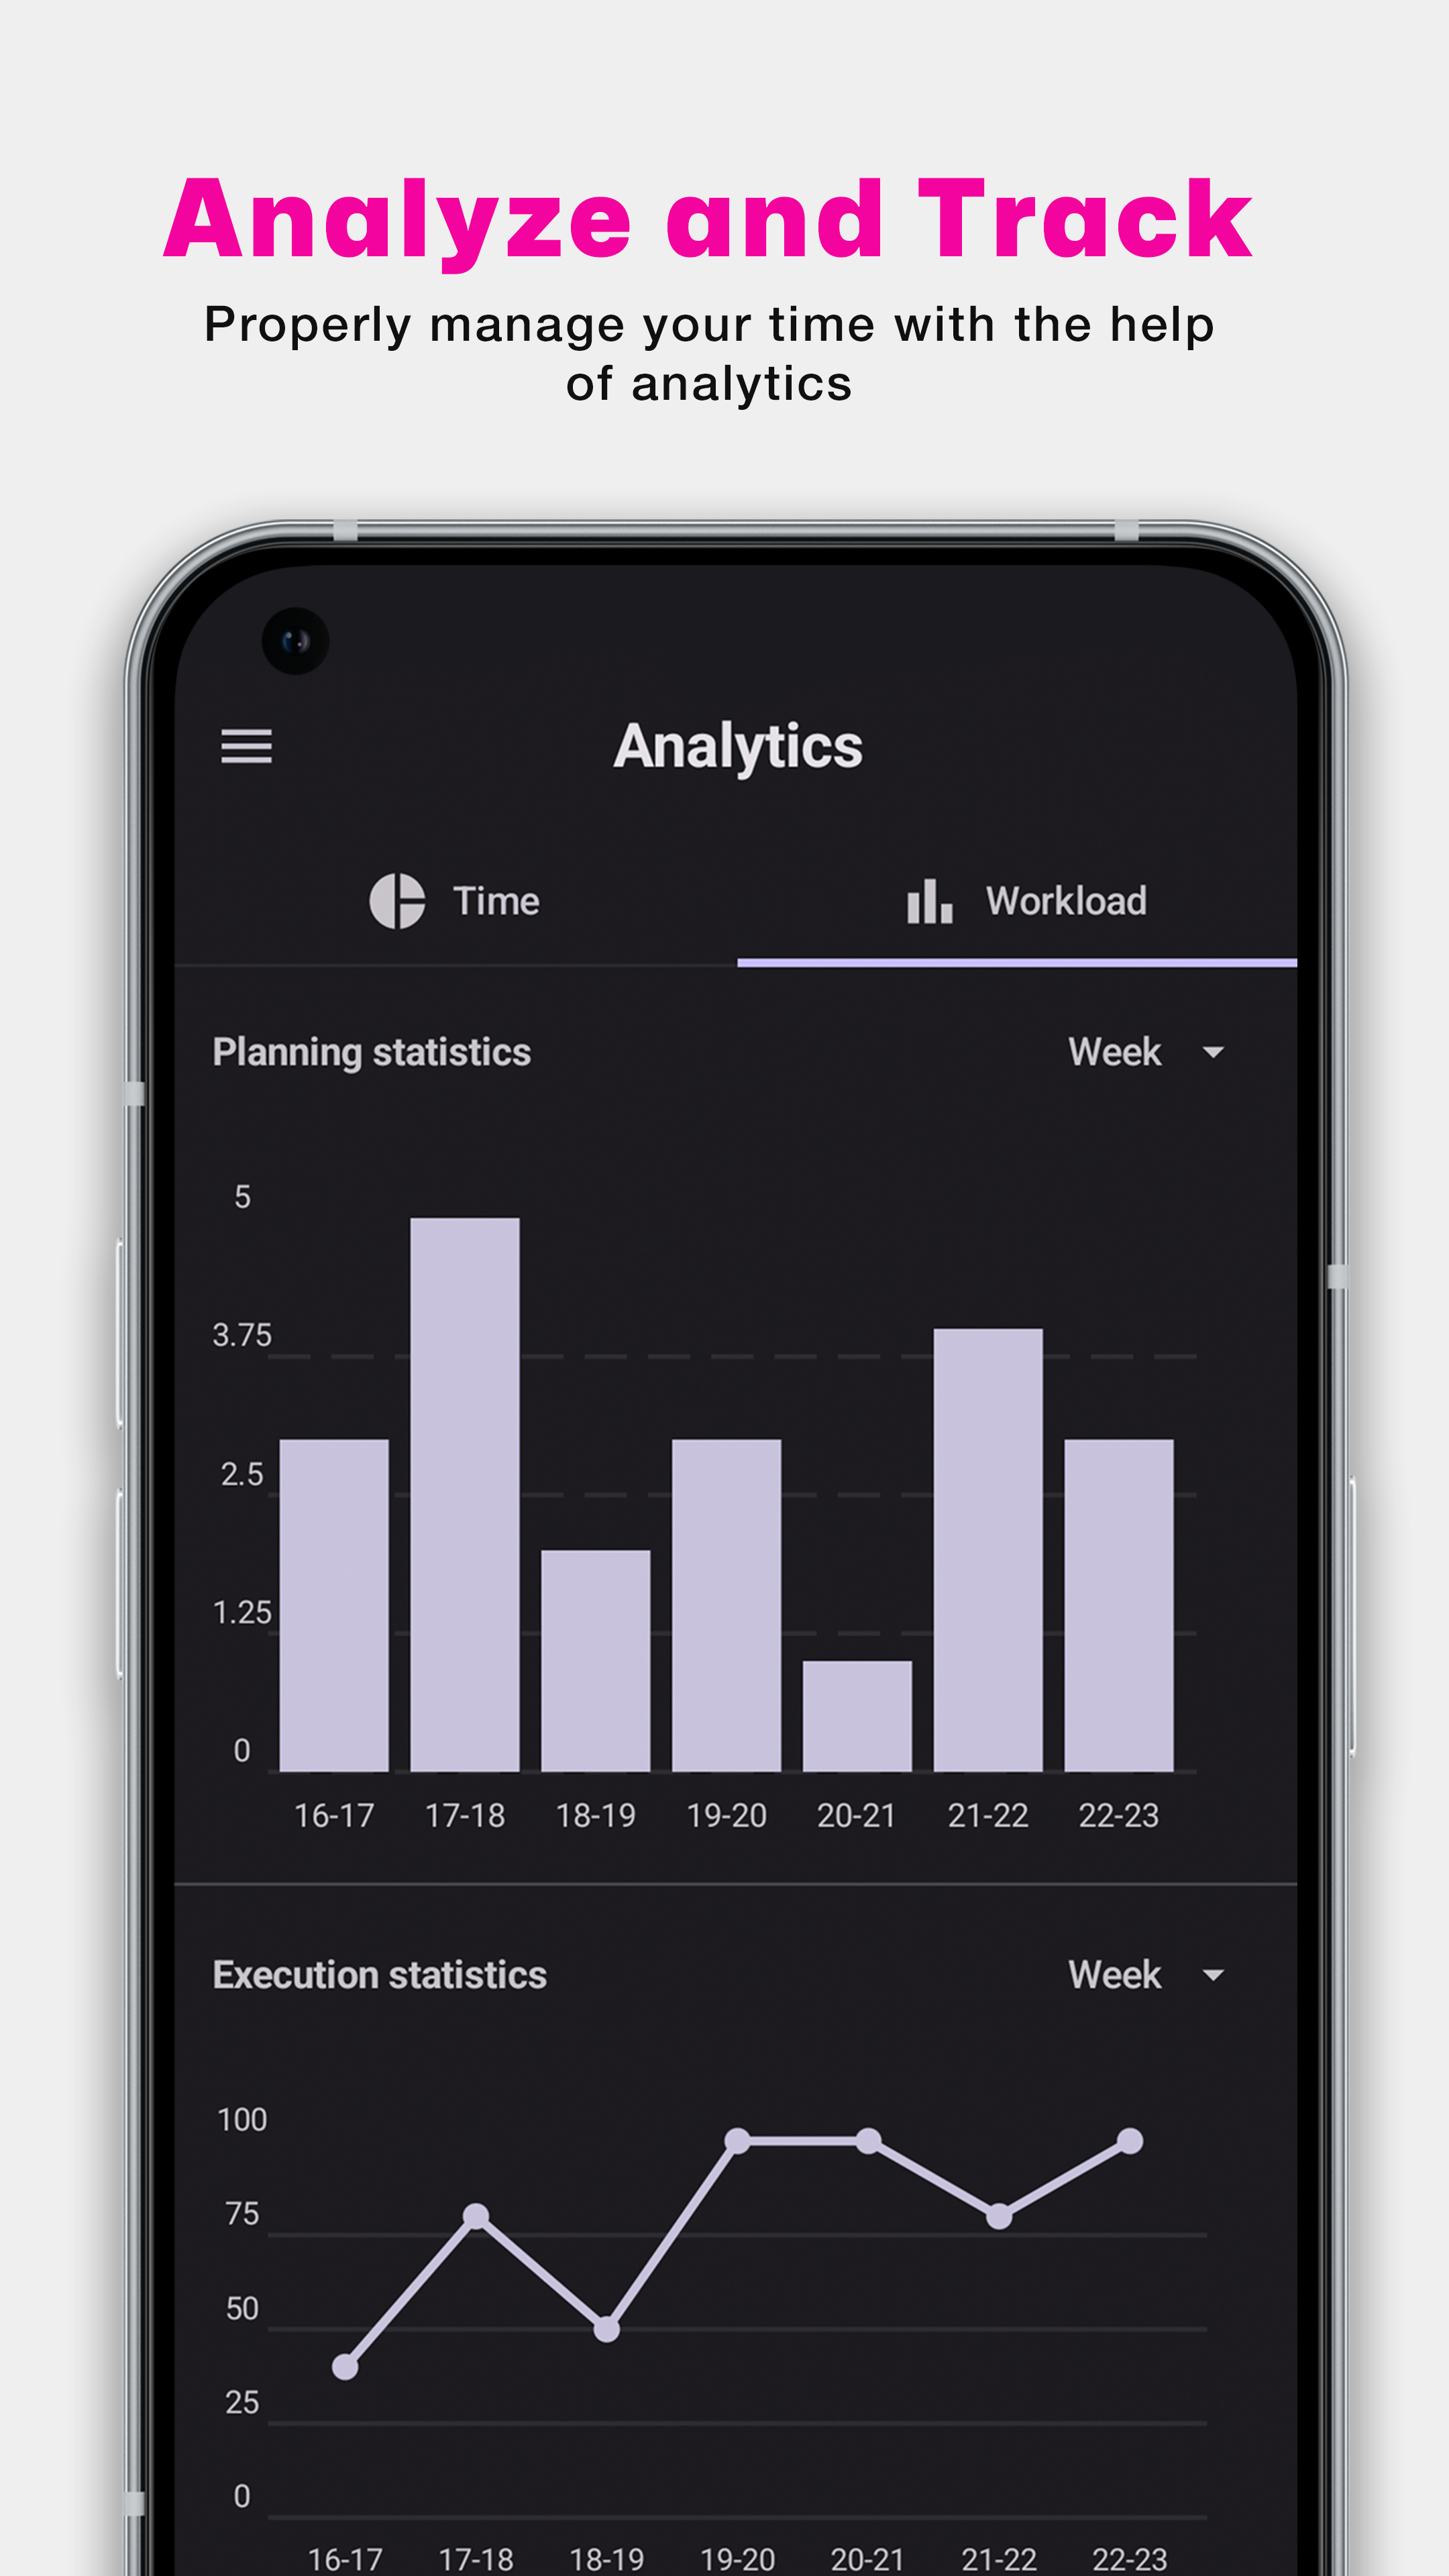 Analyze and Track
Properly manage your time with the help
of analytics
Analytics
Time
Workload
Planning statistics
Week
5
3.75
2.5
1.25
0
16-17
17-18
18-19
19-20
20-21
21-22
22-23
Execution statistics
Week
100
75
50
25
0
16-17
17-18
18-19
19-20
20-21
21-22
22-23